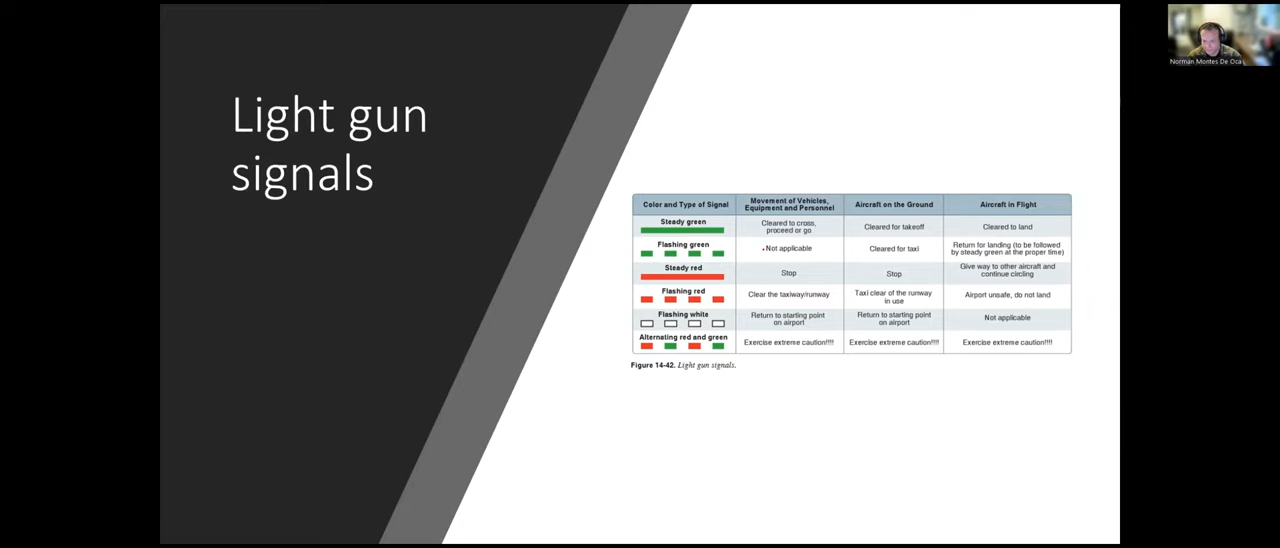 Light gun
signals
Norman Montes De Oca
Color and Type of Signal
Movement of Vehicles,
Equipment and Personnel
Aircraft on the Ground
Aircraft in Flight
Steady green
Cleared to cross,
proceed or go
Cleared for takeoff
Cleared to land
Flashing green
Not applicable
Cleared for taxi
Return for landing (to be followed
by steady green at the proper time)
Steady red
Stop
Stop
Give way to other aircraft and
continue circling
Flashing red
Clear the taxiway/runway
Taxi clear of the runway
in use
Airport unsafe, do not land
Flashing white
Return to starting point
on airport
Return to starting point
on airport
Not applicable
Alternating red and green
Exercise extreme caution!!!!
Exercise extreme caution!!!!
Exercise extreme caution!!!!
Figure 14-42. Light gun signals.